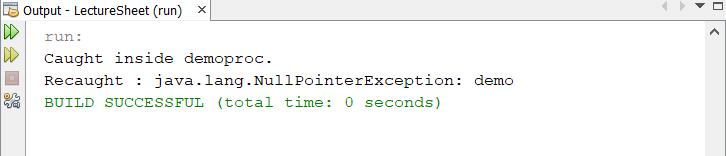 Output - LectureSheet (run) ×
run:
Caught inside demoproc.
Recaught : java.lang.NullPointerException: demo
BUILD SUCCESSFUL (total time: 0 seconds)